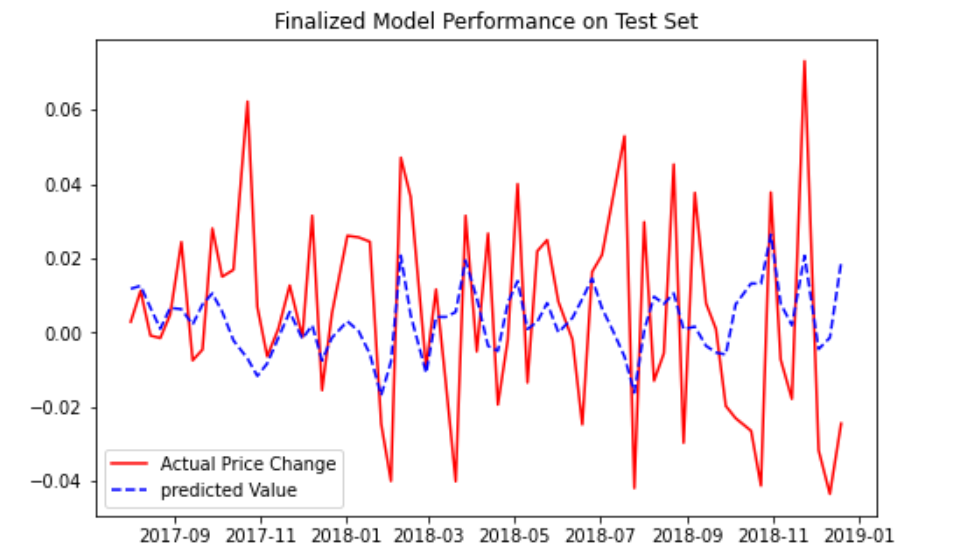 Finalized Model Performance on Test Set
0.06
0.04
0.02
0.00
−0.02
−0.04
Actual Price Change
predicted Value
2017-09 2017-11 2018-01 2018-03 2018-05 2018-07 2018-09 2018-11 2019-01